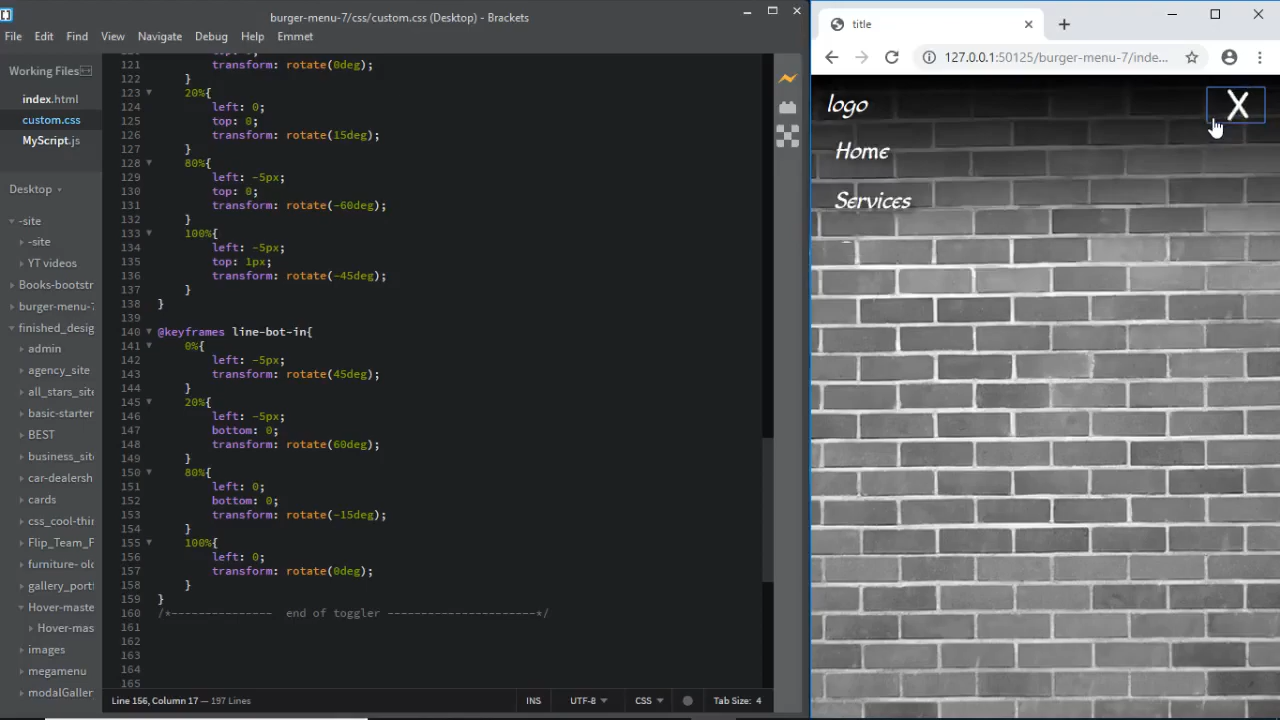 burger-menu-7/css/custom.css (Desktop) - Brackets
File Edit Find View Navigate Debug Help Emmet
Working Files
index.html
custom.css
MyScript.js
Desktop
-site
-site
YT videos
Books-bootstr
burger-menu-7
finished_desig
admin
agency_site
all_stars_site
basic-starter
BEST
business_site
car-dealersh
cards
css_cool-thin
Flip_Team_F
furniture- old
gallery_portf
Hover-maste
Hover-mas
images
megamenu
modalGaller
121 transform: rotate(0deg);
122 }
123 20%{
124 left: 0;
125 top: 0;
126 transform: rotate(15deg);
127 }
128 80%{
129 left: -5px;
130 top: 0;
131 transform: rotate(-60deg);
132 }
133 100%{
134 left: -5px;
135 top: 1px;
136 transform: rotate(-45deg);
137 }
138 }
139
140 @keyframes line-bot-in{
141 0%{
142 left: -5px;
143 transform: rotate(45deg);
144 }
145 20%{
146 left: -5px;
147 bottom: 0;
148 transform: rotate(60deg);
149 }
150 80%{
151 left: 0;
152 bottom: 0;
153 transform: rotate(-15deg);
154 }
155 100%{
156 left: 0;
157 transform: rotate(0deg);
158 }
159 }
160 /*--------------- end of toggler ----------------------*/
161
162
163
164
165
Line 156, Column 17 — 197 Lines
INS UTF-8 CSS Tab Size: 4
title
127.0.0.1:50125/burger-menu-7/inde...
logo X
Home
Services